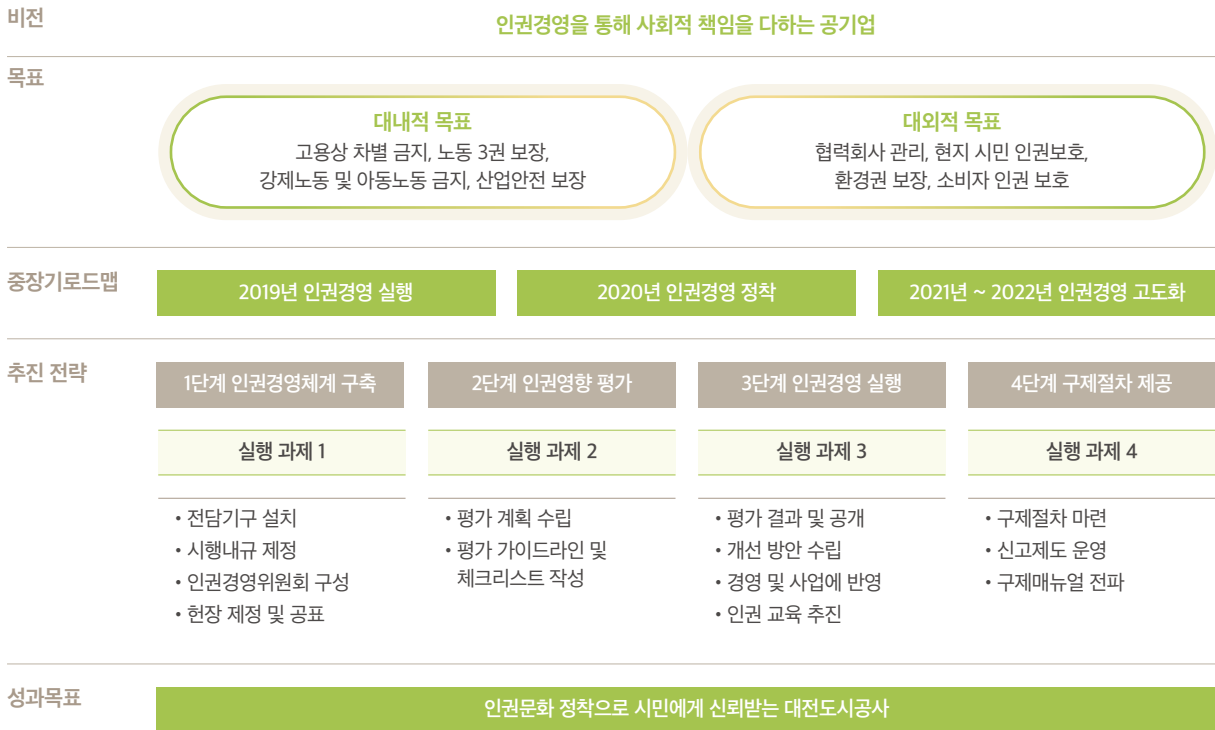 비전
인권경영을 통해 사회적 책임을 다하는 공기업
목표
대내적 목표
고용상 차별 금지, 노동 3권 보장,
강제노동 및 아동노동 금지, 산업안전 보장
대외적 목표
협력회사 관리, 현지 시민 인권보호,
환경권 보장, 소비자 인권 보호
중장기로드맵
2019년 인권경영 실행
2020년 인권경영 정착
2021년 ~ 2022년 인권경영 고도화
추진 전략
1단계 인권경영체계 구축
2단계 인권영향 평가
3단계 인권경영 실행
4단계 구제절차 제공
실행 과제 1
실행 과제 2
실행 과제 3
실행 과제 4
• 전담기구 설치
• 시행내규 제정
• 인권경영위원회 구성
• 헌장 제정 및 공표
• 평가 계획 수립
• 평가 가이드라인 및
체크리스트 작성
• 평가 결과 및 공개
• 개선 방안 수립
• 경영 및 사업에 반영
• 인권 교육 추진
• 구제절차 마련
• 신고제도 운영
• 구제매뉴얼 전파
성과목표
인권문화 정착으로 시민에게 신뢰받는 대전도시공사